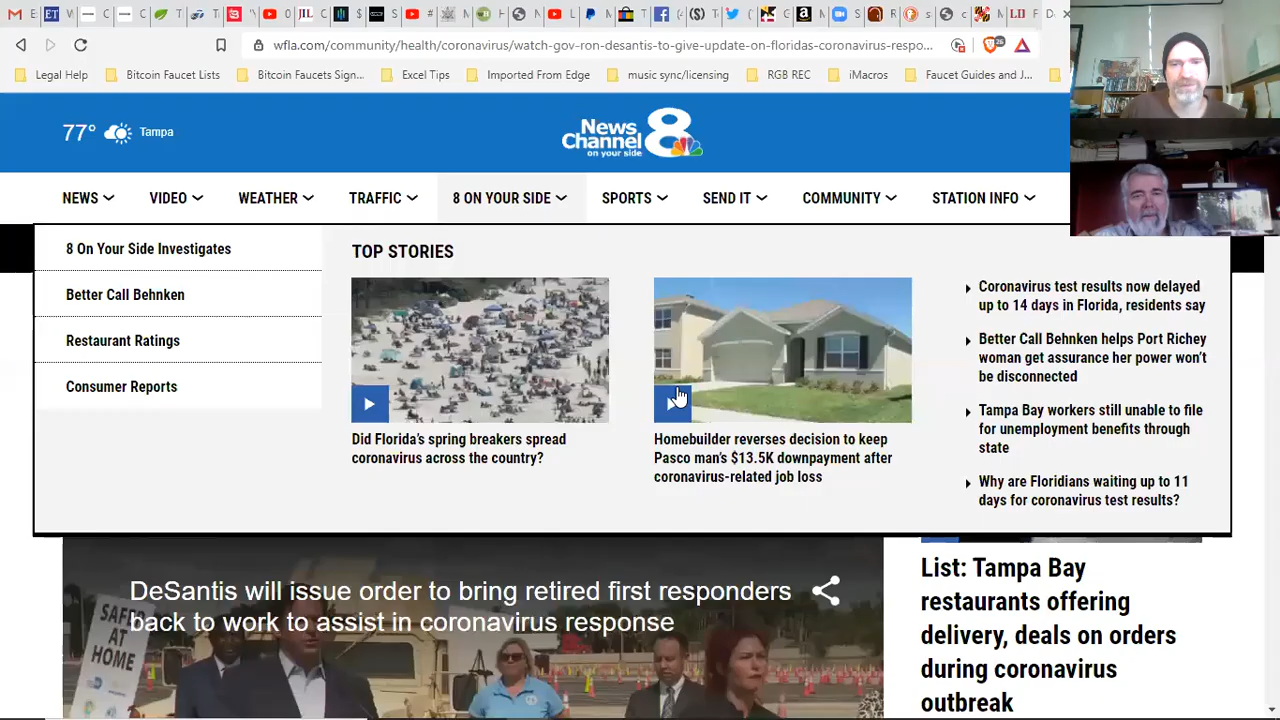 wfla.com/community/health/coronavirus/watch-gov-ron-desantis-to-give-update-on-floridas-coronavirus-respo...
26
Legal Help
Bitcoin Faucet Lists
Bitcoin Faucets Sign...
Excel Tips
Imported From Edge
music sync/licensing
RGB REC
iMacros
Faucet Guides and J...
77°
Tampa
News
Channel
8
on your side
NEWS
VIDEO
WEATHER
TRAFFIC
8 ON YOUR SIDE
SPORTS
SEND IT
COMMUNITY
STATION INFO
8 On Your Side Investigates
Better Call Behnken
Restaurant Ratings
Consumer Reports
TOP STORIES
Did Florida's spring breakers spread
coronavirus across the country?
Homebuilder reverses decision to keep
Pasco man's $13.5K downpayment after
coronavirus-related job loss
Coronavirus test results now delayed
up to 14 days in Florida, residents
say
Better Call Behnken helps Port Richey
woman get assurance her power won't
be disconnected
Tampa Bay workers still unable to file
for unemployment benefits through
state
Why are Floridians waiting up to 11
days for coronavirus test results?
DeSantis will issue order to bring retired first responders
back to work to assist in coronavirus response
SAFER
AT
HOME
List: Tampa Bay
restaurants offering
delivery, deals on orders
during coronavirus
outbreak